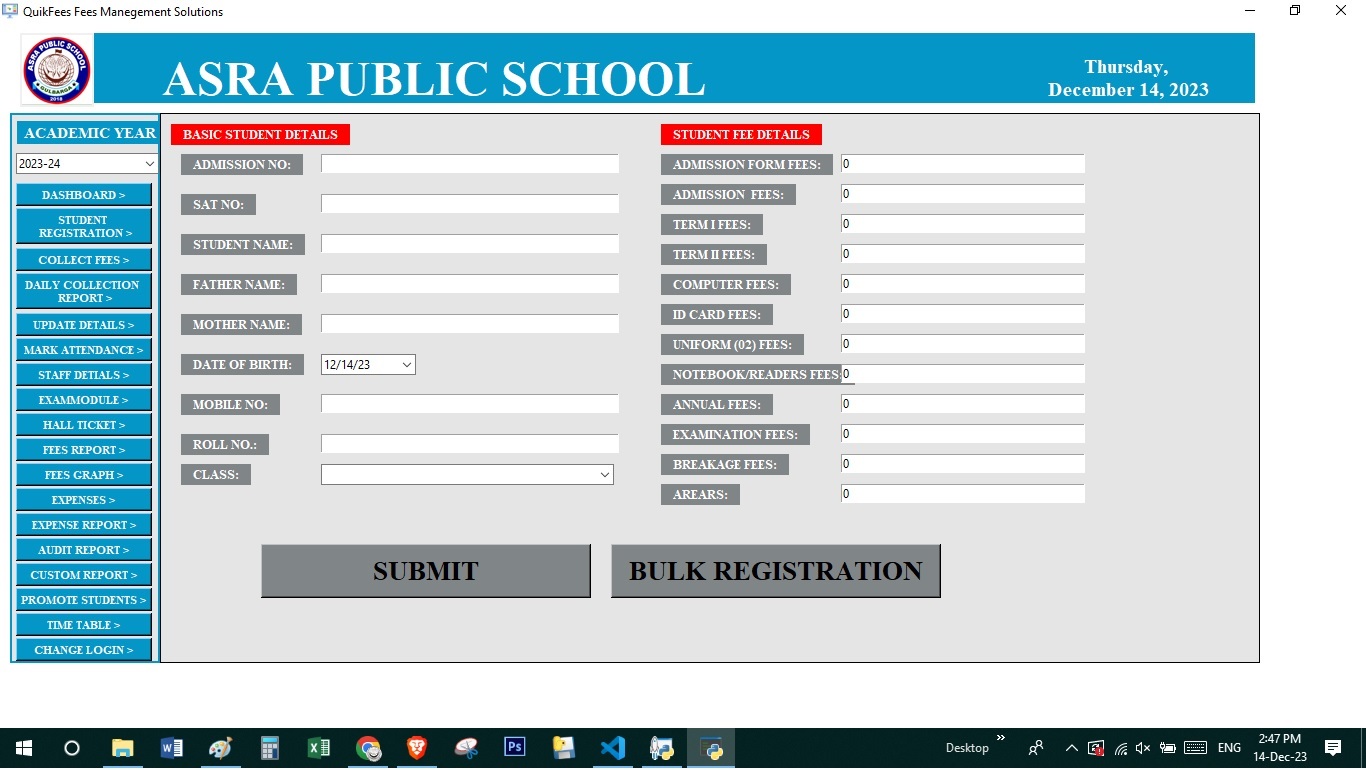 QuikFees Fees Manegement Solutions
ASRA PUBLIC SCHOOL
GULBARGA
2018
ASRA PUBLIC SCHOOL
Thursday,
December 14, 2023
ACADEMIC YEAR
2023-24
DASHBOARD >
STUDENT
REGISTRATION >
COLLECT FEES >
DAILY COLLECTION
REPORT >
UPDATE DETAILS >
MARK ATTENDANCE >
STAFF DETIALS >
EXAMMODULE >
HALL TICKET >
FEES REPORT >
FEES GRAPH >
EXPENSES >
EXPENSE REPORT >
AUDIT REPORT >
CUSTOM REPORT >
PROMOTE STUDENTS >
TIME TABLE >
CHANGE LOGIN >
BASIC STUDENT DETAILS
ADMISSION NO:
SAT NO:
STUDENT NAME:
FATHER NAME:
MOTHER NAME:
DATE OF BIRTH: 12/14/23
MOBILE NO:
ROLL NO.:
CLASS:
STUDENT FEE DETAILS
ADMISSION FORM FEES: 0
ADMISSION FEES: 0
TERM I FEES: 0
TERM II FEES: 0
COMPUTER FEES: 0
ID CARD FEES: 0
UNIFORM (02) FEES: 0
NOTEBOOK/READERS FEES: 0
ANNUAL FEES: 0
EXAMINATION FEES: 0
BREAKAGE FEES: 0
AREARS: 0
SUBMIT
BULK REGISTRATION
Desktop
ENG
2:47 PM
14-Dec-23
Ps